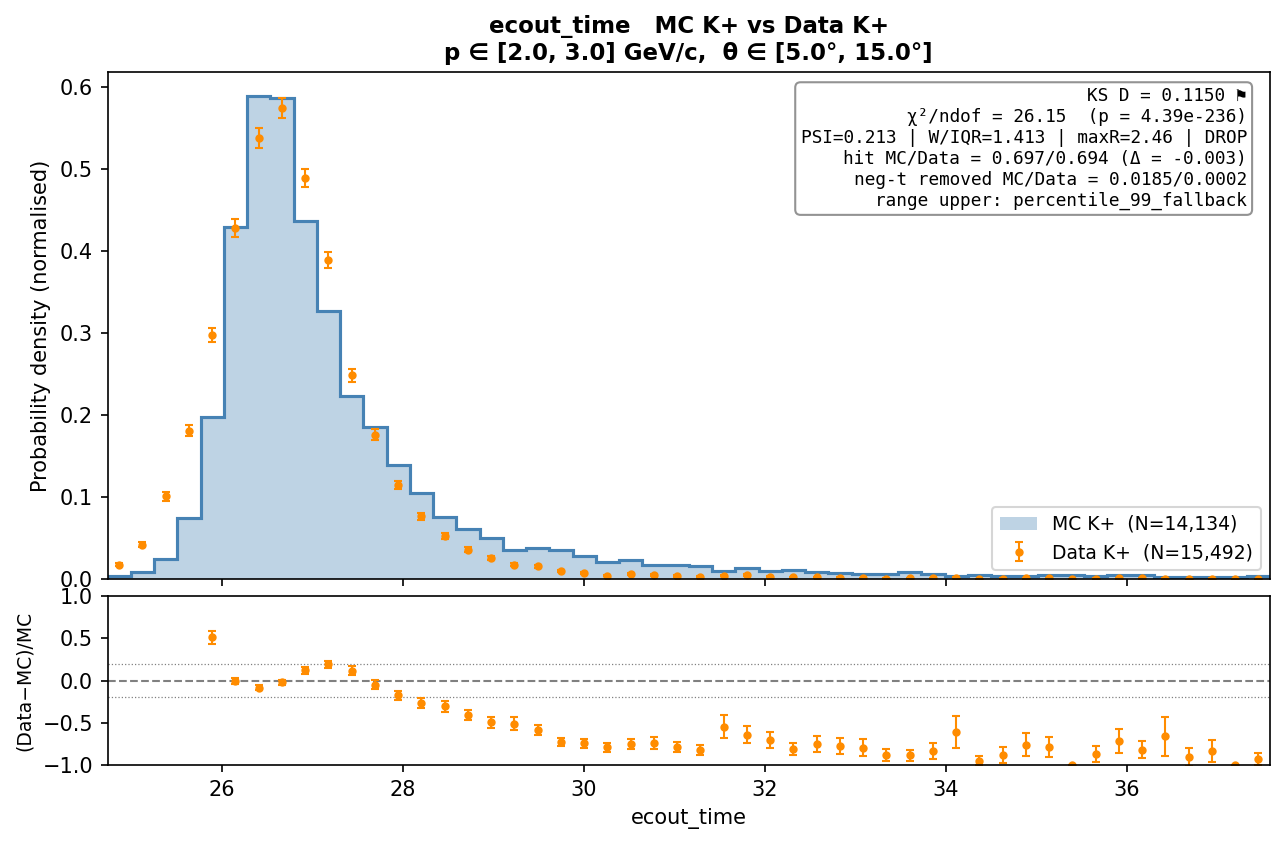 ecout_time   MC K+ vs Data K+
p ∈ [2.0, 3.0] GeV/c,  θ ∈ [5.0°, 15.0°]
Probability density (normalised)
0.6
0.5
0.4
0.3
0.2
0.1
0.0
KS D = 0.1150 ⚑
χ²/ndof = 26.15  (p = 4.39e-236)
PSI=0.213 | W/IQR=1.413 | maxR=2.46 | DROP
hit MC/Data = 0.697/0.694 (Δ = -0.003)
neg-t removed MC/Data = 0.0185/0.0002
range upper: percentile_99_fallback
MC K+  (N=14,134)
Data K+  (N=15,492)
(Data−MC)/MC
1.0
0.5
0.0
−0.5
−1.0
26 28 30 32 34 36
ecout_time